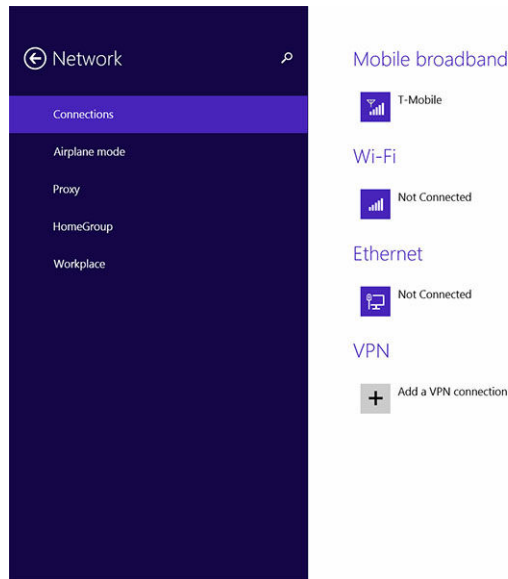 Network
Connections
Airplane mode
Proxy
HomeGroup
Workplace
Mobile broadband
T-Mobile
Wi-Fi
Not Connected
Ethernet
Not Connected
VPN
Add a VPN connection